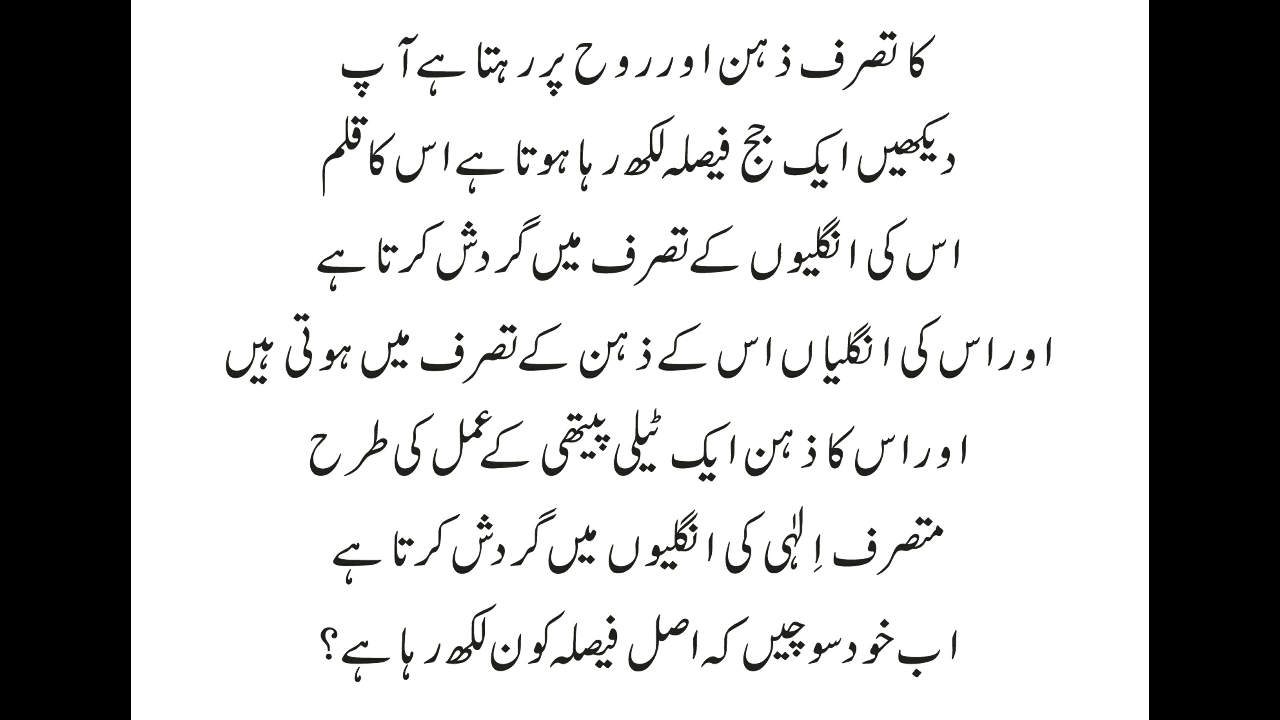 کا تصرف ذہن اور روح پر رہتا ہے آپ
دیکھیں ایک جج فیصلہ لکھ رہا ہوتا ہے اس کا قلم
اس کی انگلیوں کے تصرف میں گردش کرتا ہے
اور اس کی انگلیاں اس کے ذہن کے تصرف میں ہوتی ہیں
اور اس کا ذہن ایک ٹیلی پیتھی کے عمل کی طرح
متصرف اِلٰہی کی انگلیوں میں گردش کرتا ہے
اب خود سوچیں کہ اصل فیصلہ کون لکھ رہا ہے؟